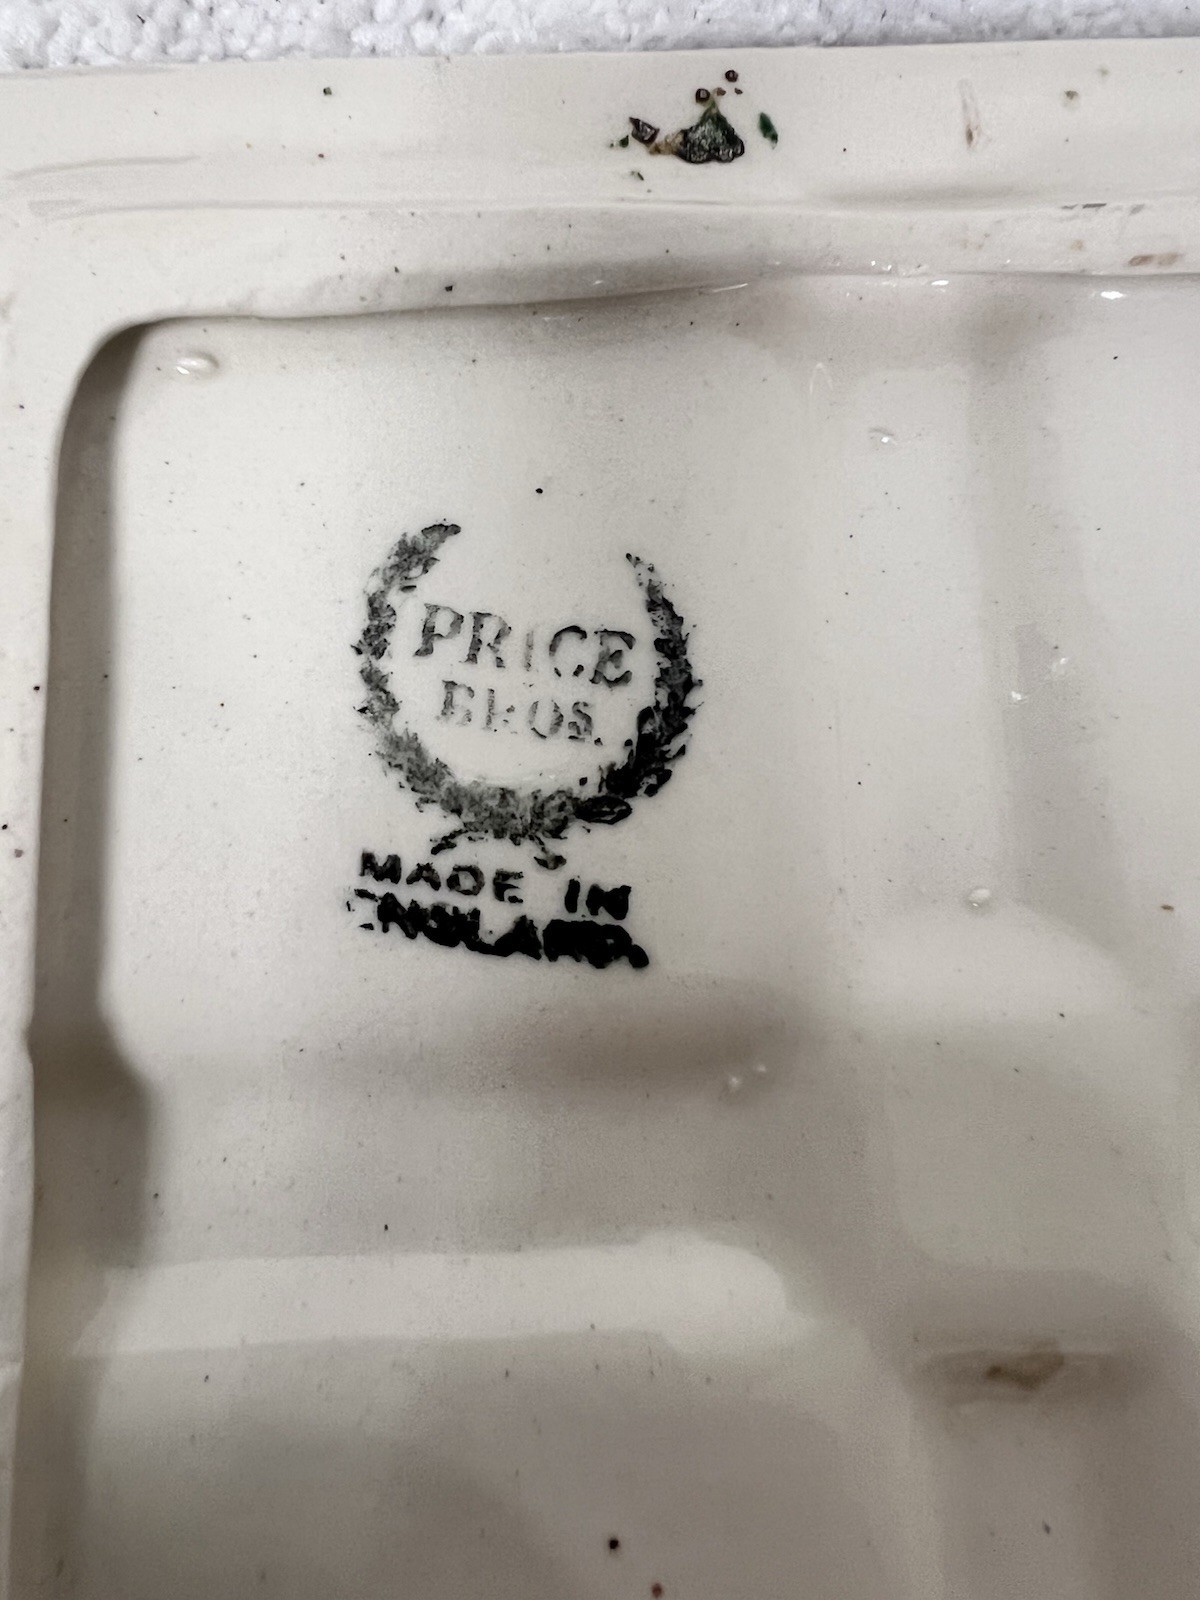 PRICE
BROS.
MADE IN
ENGLAND.